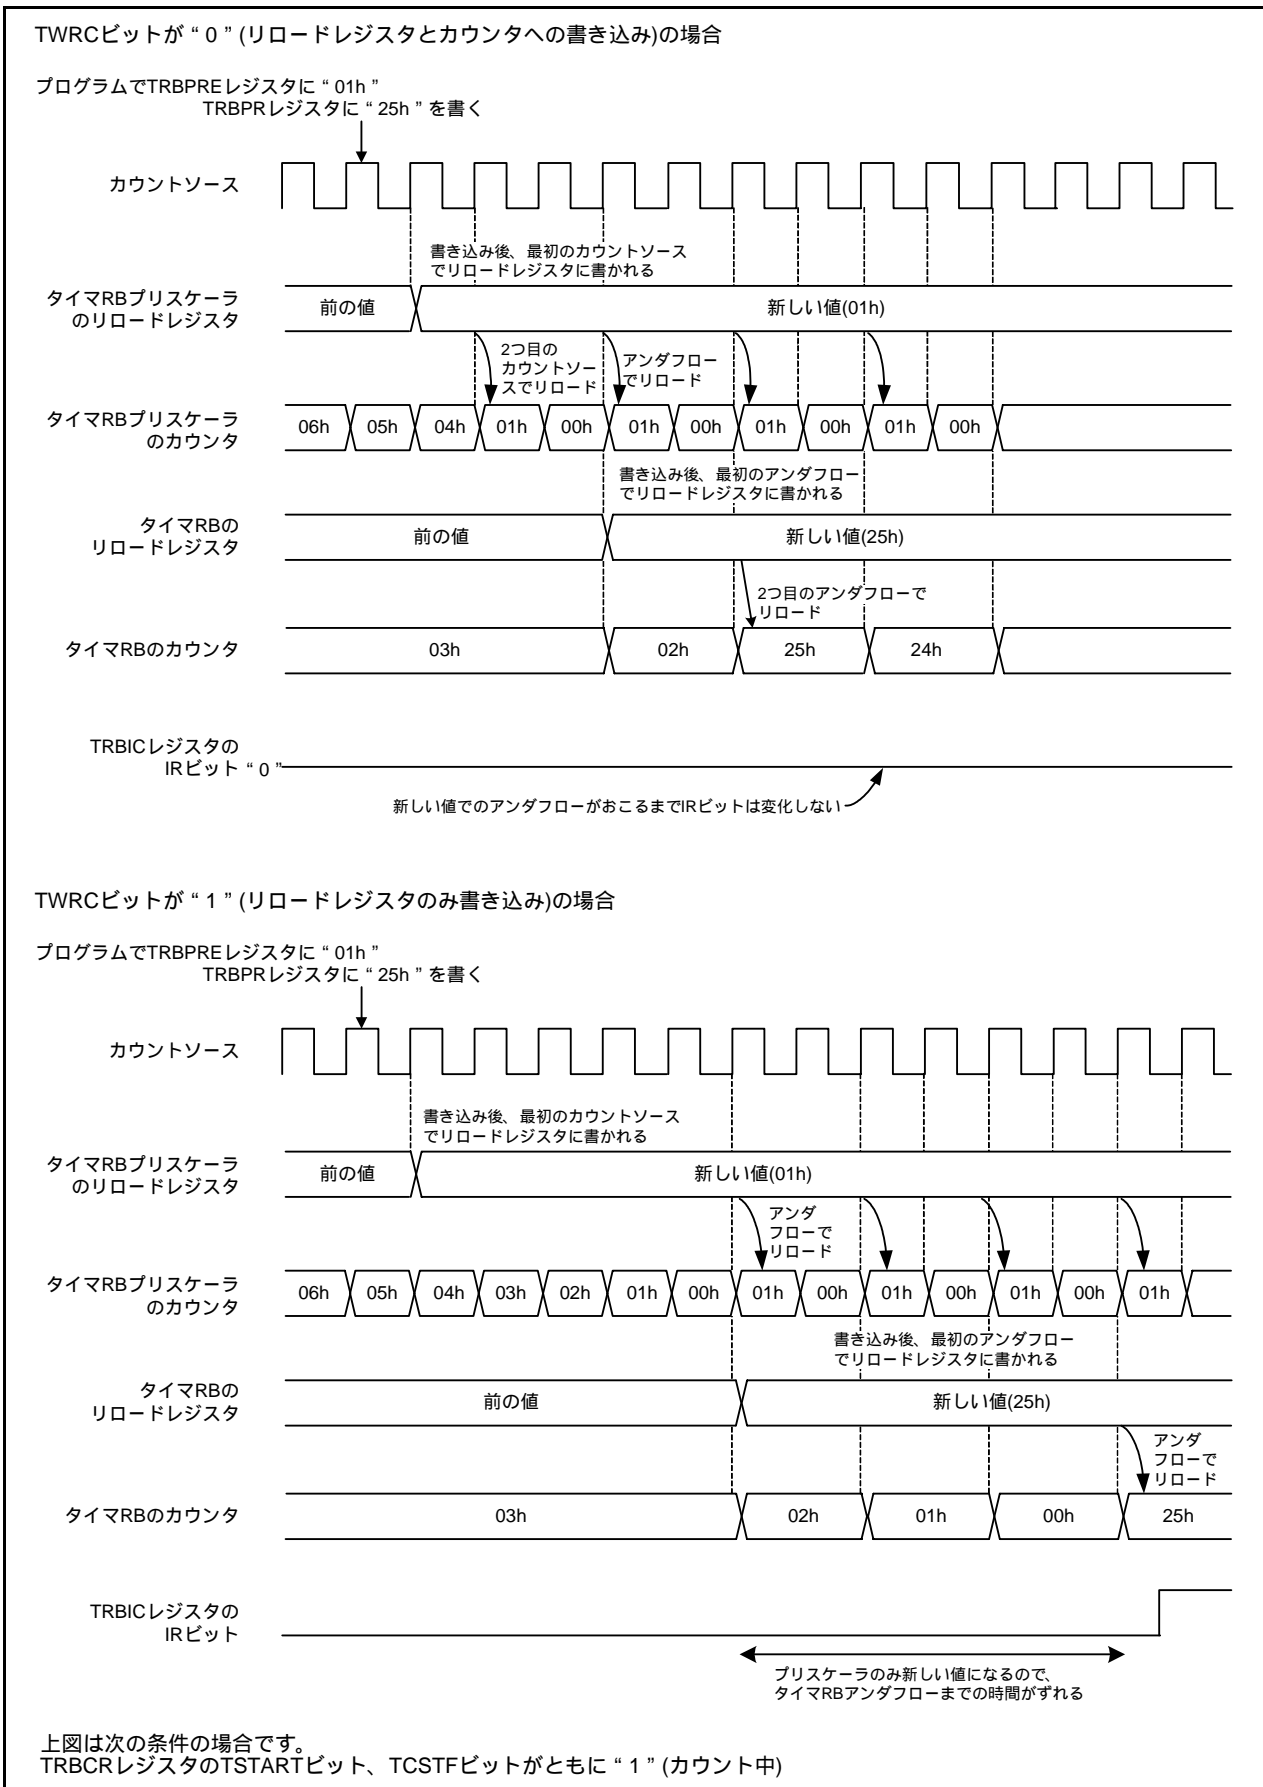 TWRCビットが“0”(リロードレジスタとカウンタへの書き込み)の場合
プログラムでTRBPREレジスタに“01h”
TRBPRレジスタに“25h”を書く
カウントソース
書き込み後、最初のカウントソース
でリロードレジスタに書かれる
タイマRBプリスケーラ
のリロードレジスタ
前の値
新しい値(01h)
2つ目の
カウントソー
スでリロード
アンダフロー
でリロード
タイマRBプリスケーラ
のカウンタ
06h 05h 04h 01h 00h 01h 00h 01h 00h 01h 00h
書き込み後、最初のアンダフロー
でリロードレジスタに書かれる
タイマRBの
リロードレジスタ
前の値
新しい値(25h)
2つ目のアンダフローで
リロード
タイマRBのカウンタ
03h 02h 25h 24h
TRBICレジスタの
IRビット“0”
新しい値でのアンダフローがおこるまでIRビットは変化しない
TWRCビットが“1”(リロードレジスタのみ書き込み)の場合
プログラムでTRBPREレジスタに“01h”
TRBPRレジスタに“25h”を書く
カウントソース
書き込み後、最初のカウントソース
でリロードレジスタに書かれる
タイマRBプリスケーラ
のリロードレジスタ
前の値
新しい値(01h)
アンダ
フローで
リロード
タイマRBプリスケーラ
のカウンタ
06h 05h 04h 03h 02h 01h 00h 01h 00h 01h 00h 01h 00h 01h
書き込み後、最初のアンダフロー
でリロードレジスタに書かれる
タイマRBの
リロードレジスタ
前の値
新しい値(25h)
アンダ
フローで
リロード
タイマRBのカウンタ
03h 02h 01h 00h 25h
TRBICレジスタの
IRビット
プリスケーラのみ新しい値になるので、
タイマRBアンダフローまでの時間がずれる
上図は次の条件の場合です。
TRBCRレジスタのTSTARTビット、TCSTFビットがともに“1”(カウント中)